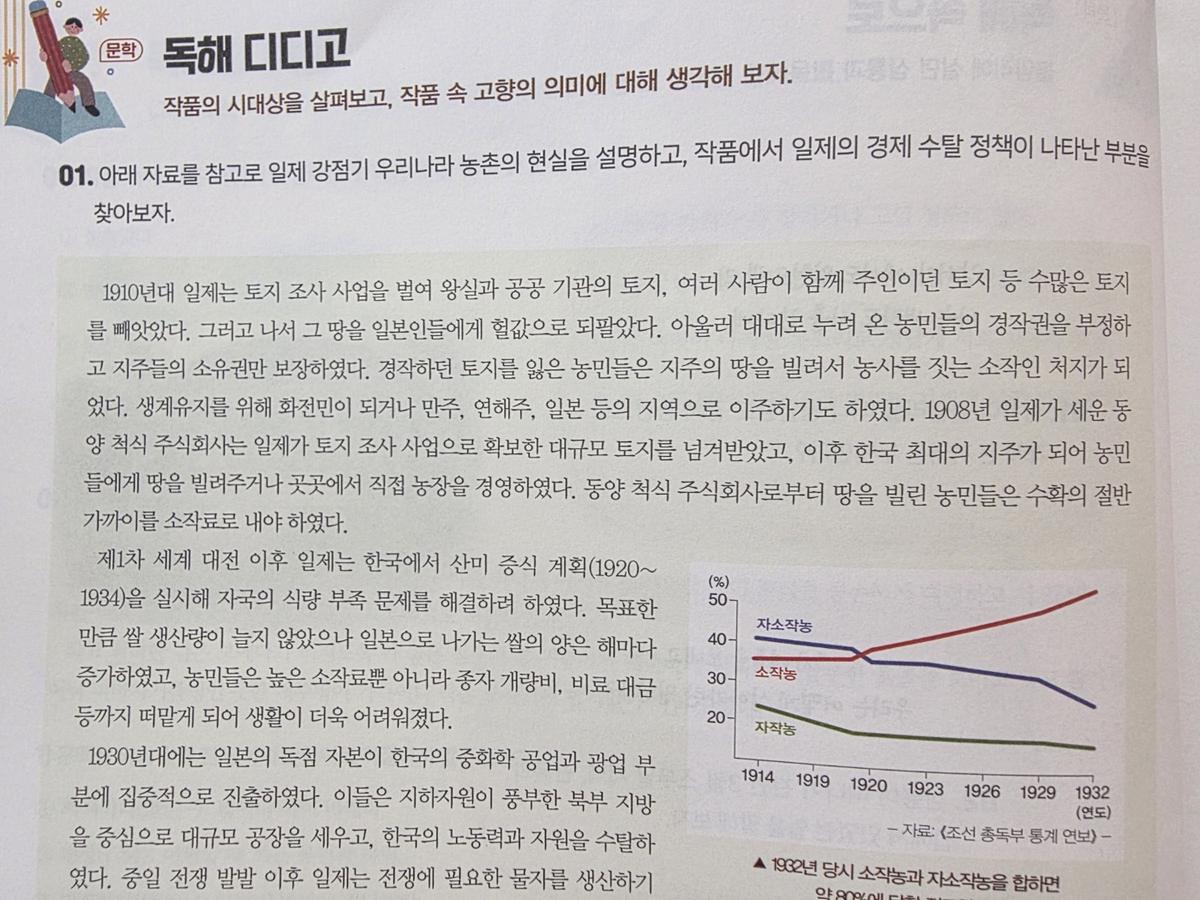 문학
독해 디디고
작품의 시대상을 살펴보고, 작품 속 고향의 의미에 대해 생각해 보자.
01. 아래 자료를 참고로 일제 강점기 우리나라 농촌의 현실을 설명하고, 작품에서 일제의 경제 수탈 정책이 나타난 부분을
찾아보자.
1910년대 일제는 토지 조사 사업을 벌여 왕실과 공공 기관의 토지, 여러 사람이 함께 주인이던 토지 등 수많은 토지
를 빼앗았다. 그러고 나서 그 땅을 일본인들에게 헐값으로 되팔았다. 아울러 대대로 누려 온 농민들의 경작권을 부정하
고 지주들의 소유권만 보장하였다. 경작하던 토지를 잃은 농민들은 지주의 땅을 빌려서 농사를 짓는 소작인 처지가 되
었다. 생계유지를 위해 화전민이 되거나 만주, 연해주, 일본 등의 지역으로 이주하기도 하였다. 1908년 일제가 세운 동
양 척식 주식회사는 일제가 토지 조사 사업으로 확보한 대규모 토지를 넘겨받았고, 이후 한국 최대의 지주가 되어 농민
들에게 땅을 빌려주거나 곳곳에서 직접 농장을 경영하였다. 동양 척식 주식회사로부터 땅을 빌린 농민들은 수확의 절반
가까이를 소작료로 내야 하였다.
제1차 세계 대전 이후 일제는 한국에서 산미 증식 계획(1920～
1934)을 실시해 자국의 식량 부족 문제를 해결하려 하였다. 목표한
만큼 쌀 생산량이 늘지 않았으나 일본으로 나가는 쌀의 양은 해마다
증가하였고, 농민들은 높은 소작료뿐 아니라 종자 개량비, 비료 대금
등까지 떠맡게 되어 생활이 더욱 어려워졌다.
1930년대에는 일본의 독점 자본이 한국의 중화학 공업과 광업 부
분에 집중적으로 진출하였다. 이들은 지하자원이 풍부한 북부 지방
을 중심으로 대규모 공장을 세우고, 한국의 노동력과 자원을 수탈하
였다. 중일 전쟁 발발 이후 일제는 전쟁에 필요한 물자를 생산하기
(%)
50
40
30
20
자소작농
소작농
자작농
1914 1919 1920 1923 1926 1929 1932
(연도)
– 자료: 《조선 총독부 통계 연보》 –
▲ 1932년 당시 소작농과 자소작농을 합하면
약 80%에